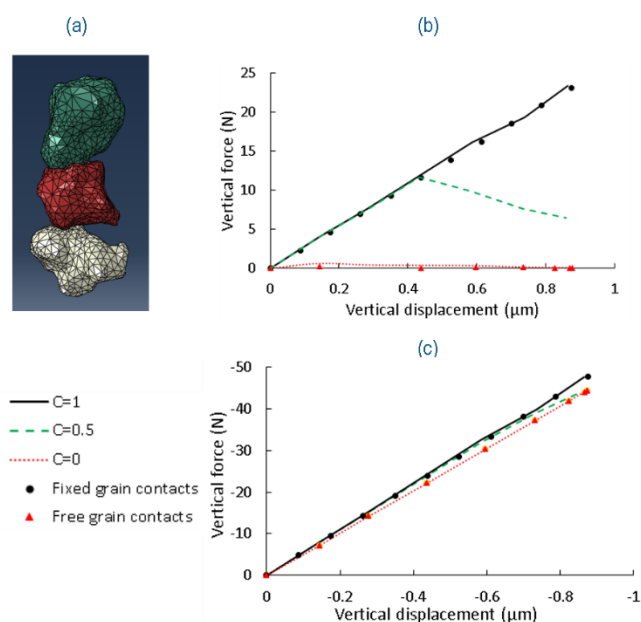 (a)
(b)
25
20
15
10
5
0
Vertical force (N)
0 0.2 0.4 0.6 0.8 1
Vertical displacement (µm)
(c)
-50
-40
-30
-20
-10
0
Vertical force (N)
0 -0.2 -0.4 -0.6 -0.8 -1
Vertical displacement (µm)
C=1
C=0.5
C=0
Fixed grain contacts
Free grain contacts